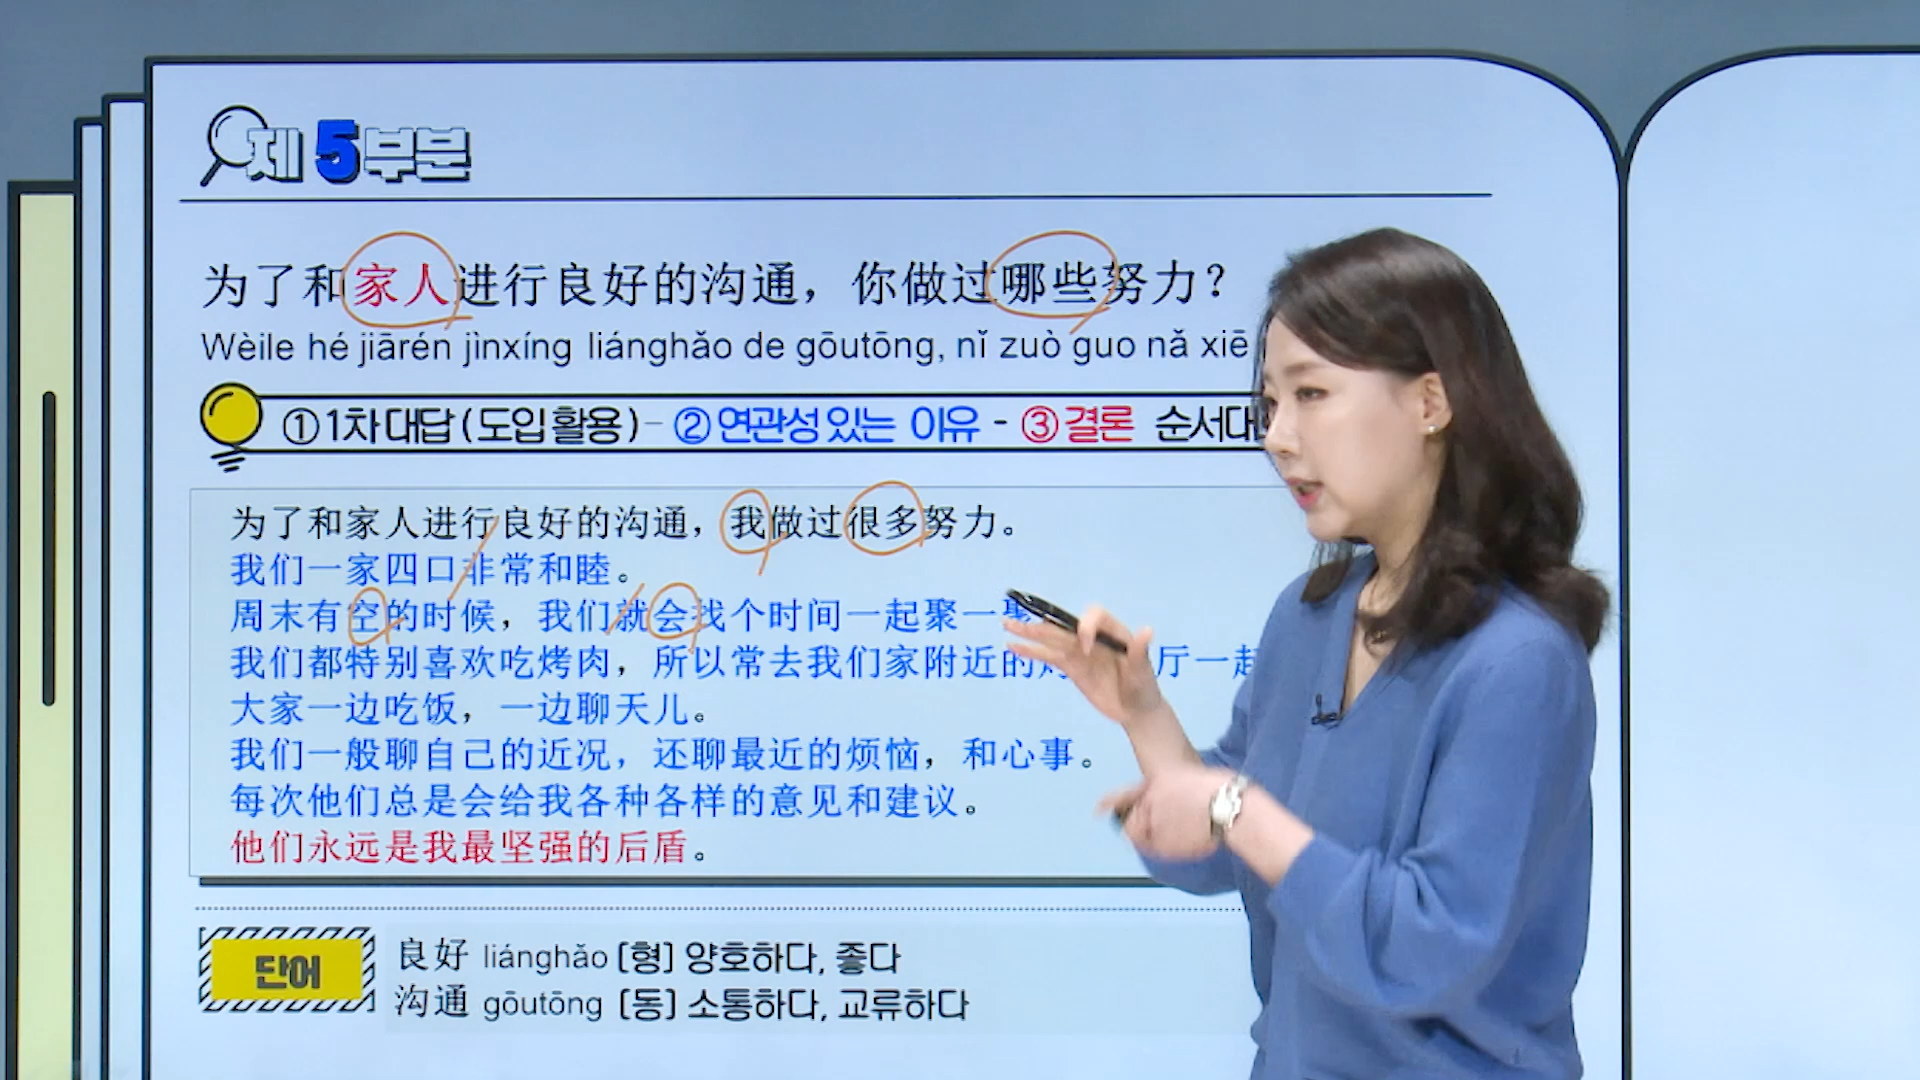 제 5부분
为了和家人进行良好的沟通，你做过哪些努力？
Wèile hé jiārén jìnxíng liánghǎo de gōutōng, nǐ zuò guo nǎ xiē
①1차 대답(도입 활용)- ②연관성 있는 이유 - ③결론 순서대
为了和家人进行良好的沟通，我做过很多努力。
我们一家四口非常和睦。
周末有空的时候，我们就会找个时间一起聚一聚
我们都特别喜欢吃烤肉，所以常去我们家附近的 厅一起
大家一边吃饭，一边聊天儿。
我们一般聊自己的近况，还聊最近的烦恼，和心事。
每次他们总是会给我各种各样的意见和建议。
他们永远是我最坚强的后盾。
단어
良好 liánghǎo [형] 양호하다, 좋다
沟通 gōutōng [동] 소통하다, 교류하다